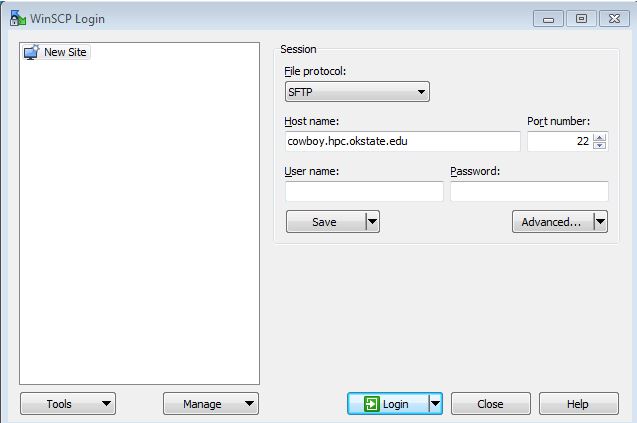 WinSCP Login
New Site
Session
File protocol:
SFTP
Host name:
Port number:
cowboy.hpc.okstate.edu
22
User name:
Password:
Save
Advanced...
Tools
Manage
Login
Close
Help